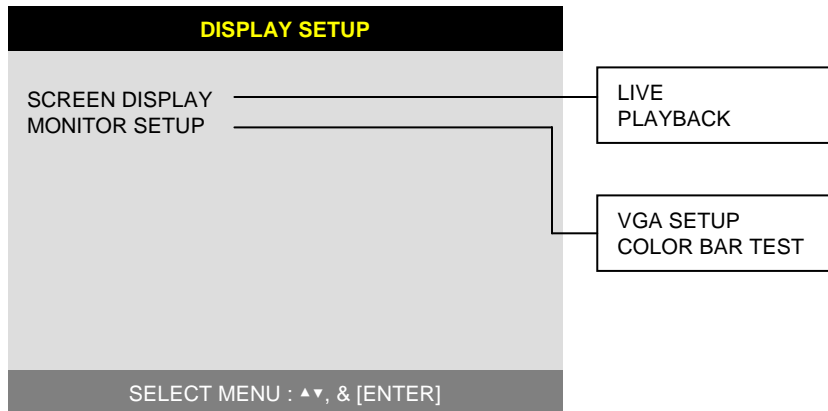 DISPLAY SETUP
SCREEN DISPLAY
MONITOR SETUP
LIVE
PLAYBACK
VGA SETUP
COLOR BAR TEST
SELECT MENU : ▲▼, & [ENTER]